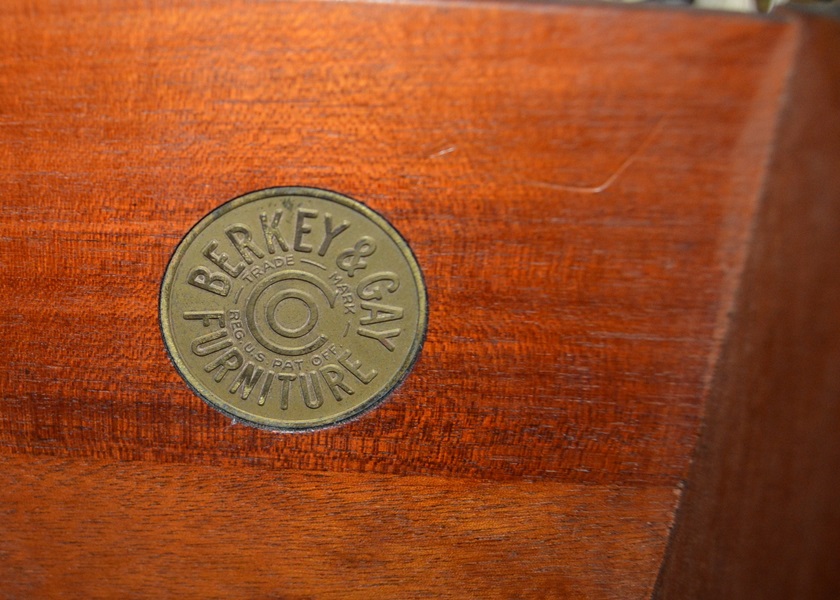 BERKEY & GAY
FURNITURE
TRADE MARK
REG. U.S. PAT OFF